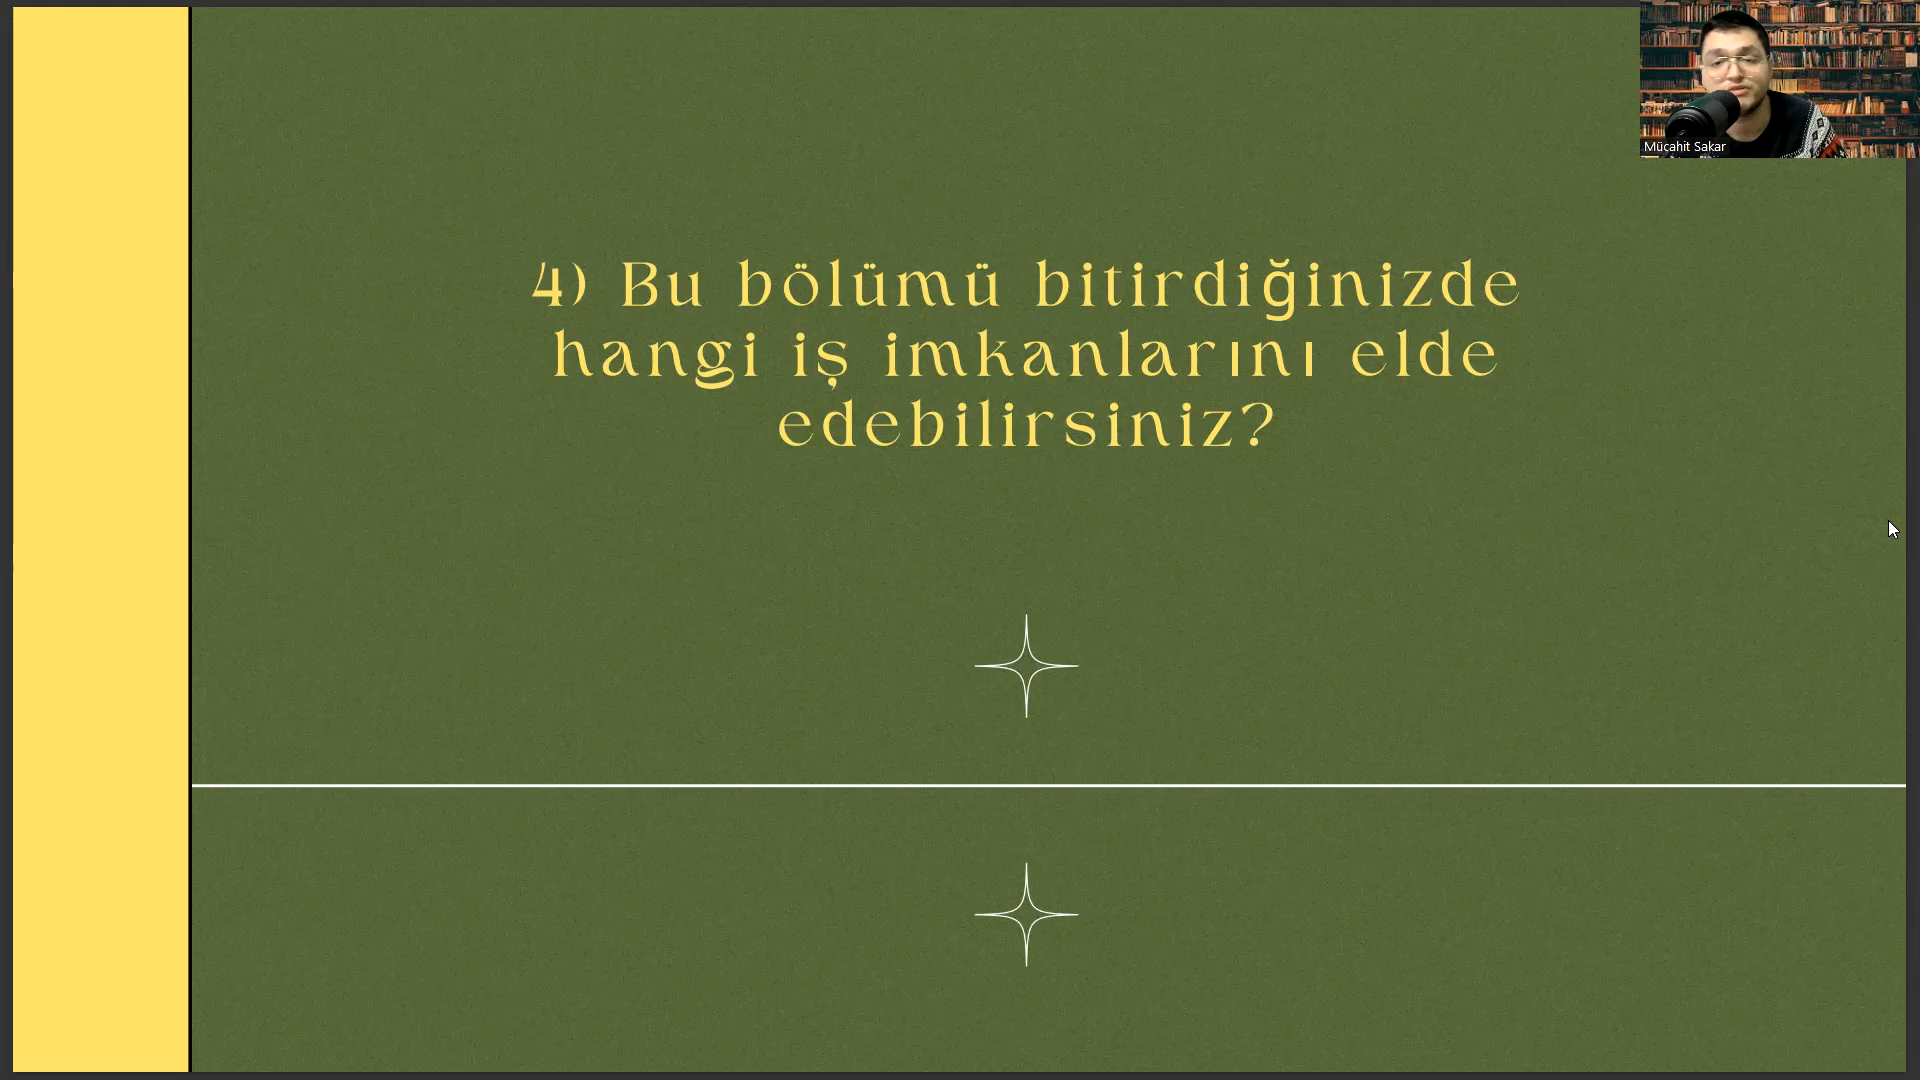 4) Bu bölümü bitirdiğinizde
hangi iş imkanlarını elde
edebilirsiniz?
Mücahit Sakar